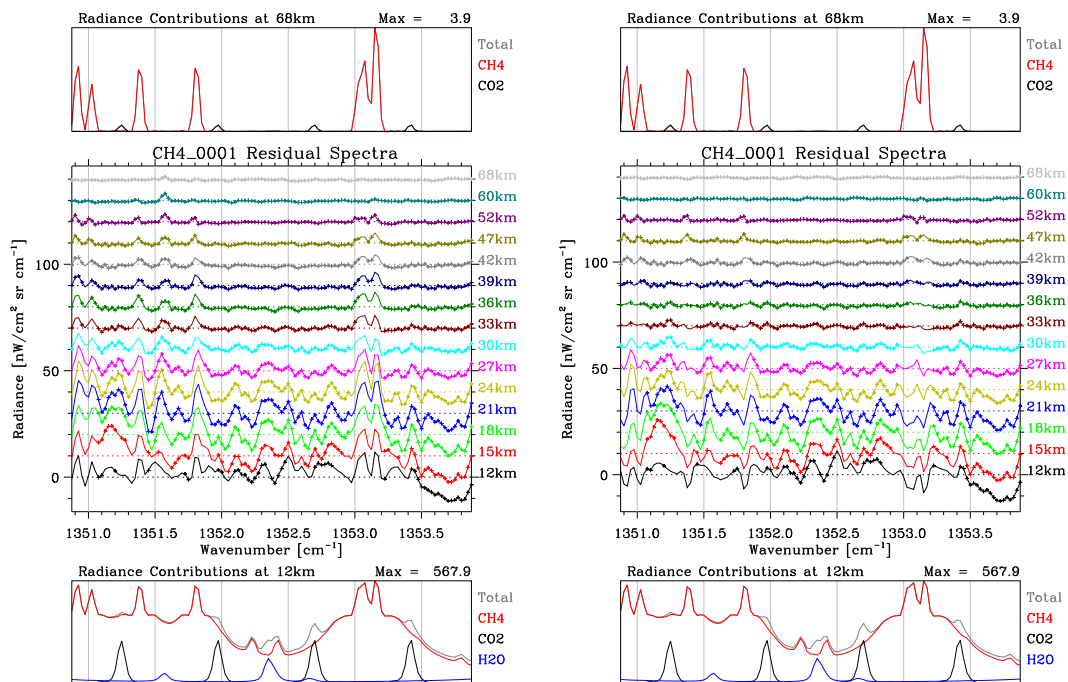 Radiance Contributions at 68km Max = 3.9
Total
CH4
CO2
CH4_0001 Residual Spectra
Radiance [nW/cm² sr cm⁻¹]
100
50
0
68km
60km
52km
47km
42km
39km
36km
33km
30km
27km
24km
21km
18km
15km
12km
1351.0 1351.5 1352.0 1352.5 1353.0 1353.5
Wavenumber [cm⁻¹]
Radiance Contributions at 12km Max = 567.9
Total
CH4
CO2
H2O
Radiance Contributions at 68km Max = 3.9
Total
CH4
CO2
CH4_0001 Residual Spectra
Radiance [nW/cm² sr cm⁻¹]
100
50
0
68km
60km
52km
47km
42km
39km
36km
33km
30km
27km
24km
21km
18km
15km
12km
1351.0 1351.5 1352.0 1352.5 1353.0 1353.5
Wavenumber [cm⁻¹]
Radiance Contributions at 12km Max = 567.9
Total
CH4
CO2
H2O